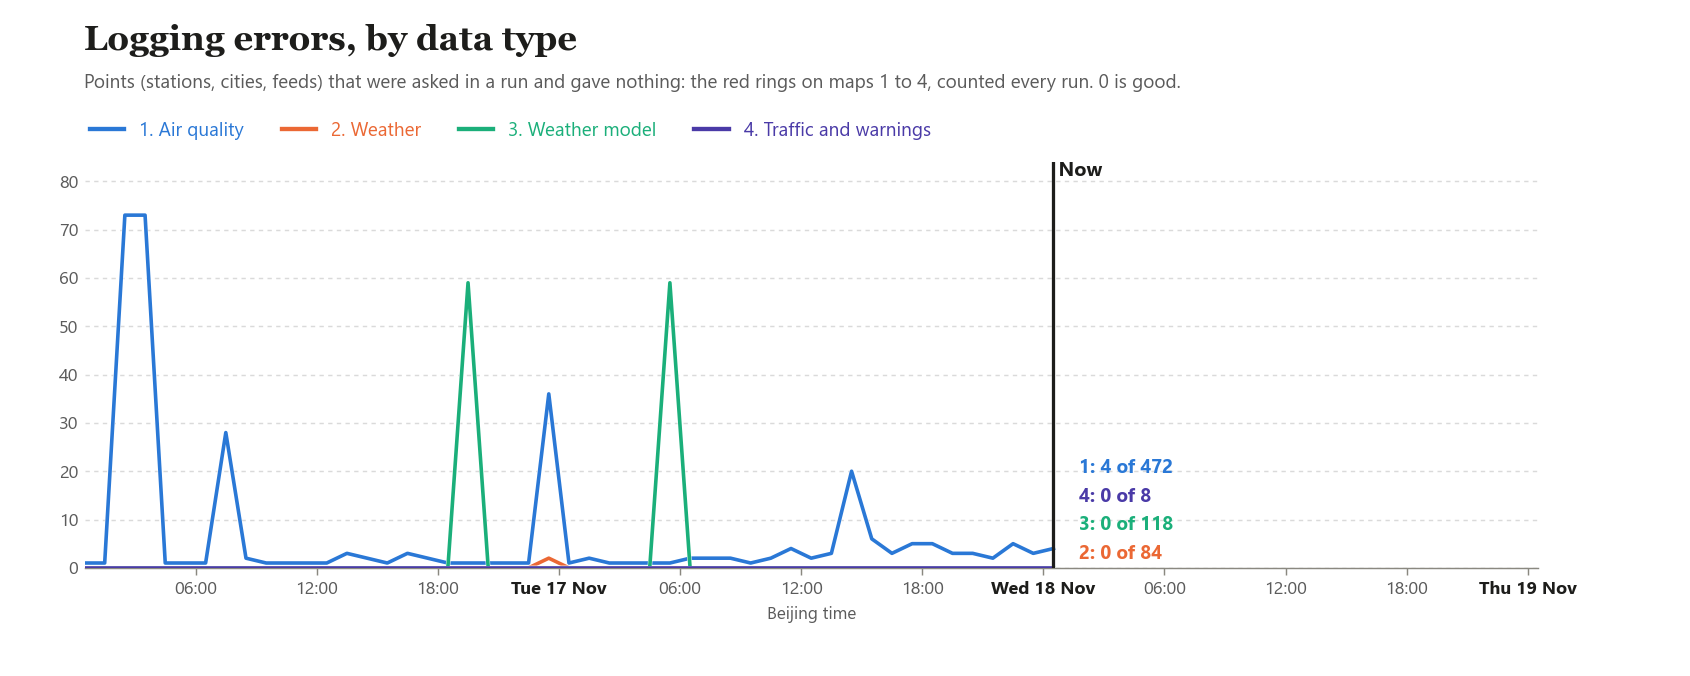 Logging errors, by data type
Points (stations, cities, feeds) that were asked in a run and gave nothing: the red rings on maps 1 to 4, counted every run. 0 is good.
1. Air quality 2. Weather 3. Weather model 4. Traffic and warnings
Now
80
70
60
50
40
30
20
10
0
1: 4 of 472
4: 0 of 8
3: 0 of 118
2: 0 of 84
06:00 12:00 18:00 Tue 17 Nov 06:00 12:00 18:00 Wed 18 Nov 06:00 12:00 18:00 Thu 19 Nov
Beijing time